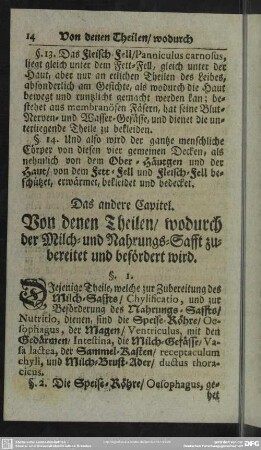 14 Von denen Theilen/ wodurch
§. 13. Das Fleisch-Fell/Panniculus carnosus,
liegt gleich unter dem Fett-Fell, gleich unter der
Haut, aber nur an etlichen Theilen des Leibes,
absonderlich am Gesichte, als wodurch die Haut
bewegt und runtzlicht gemacht werden kan; be-
stehet aus membranösen Fäsern, hat seine Blut-
Nerven- und Wasser-Gefässe, und dienet die un-
terliegende Theile zu bekleiden.
§ 14. Und also wird der gantze menschliche
Cörper von diesen vier gemeinen Decken, als
nehmlich von dem Ober-Häutgen und der
Haut/ von dem Fett-Fell und Fleisch-Fell be-
schützet, erwärmet, bekleidet und bedecket.
Das andere Capitel.
Von denen Theilen/ wodurch
der Milch- und Nahrungs-Safft zu-
bereitet und befördert wird.
§. 1.
Diejenige Theile, welche zur Zubereitung des
Milch-Saffts/ Chylificatio, und zur
Beförderung des Nahrungs-Saffts/
Nutritio, dienen, sind die Speise-Röhre/ Oe-
sophagus, der Magen/ Ventriculus, mit den
Gedärmen/ Intestina, die Milch-Gefässe/ Va-
sa lactea, der Sammel-Kasten/ receptaculum
chyli, und Milch-Brust-Ader/ ductus thora-
cicus.
§. 2. Die Speise-Röhre/ Oesophagus, ge-
het